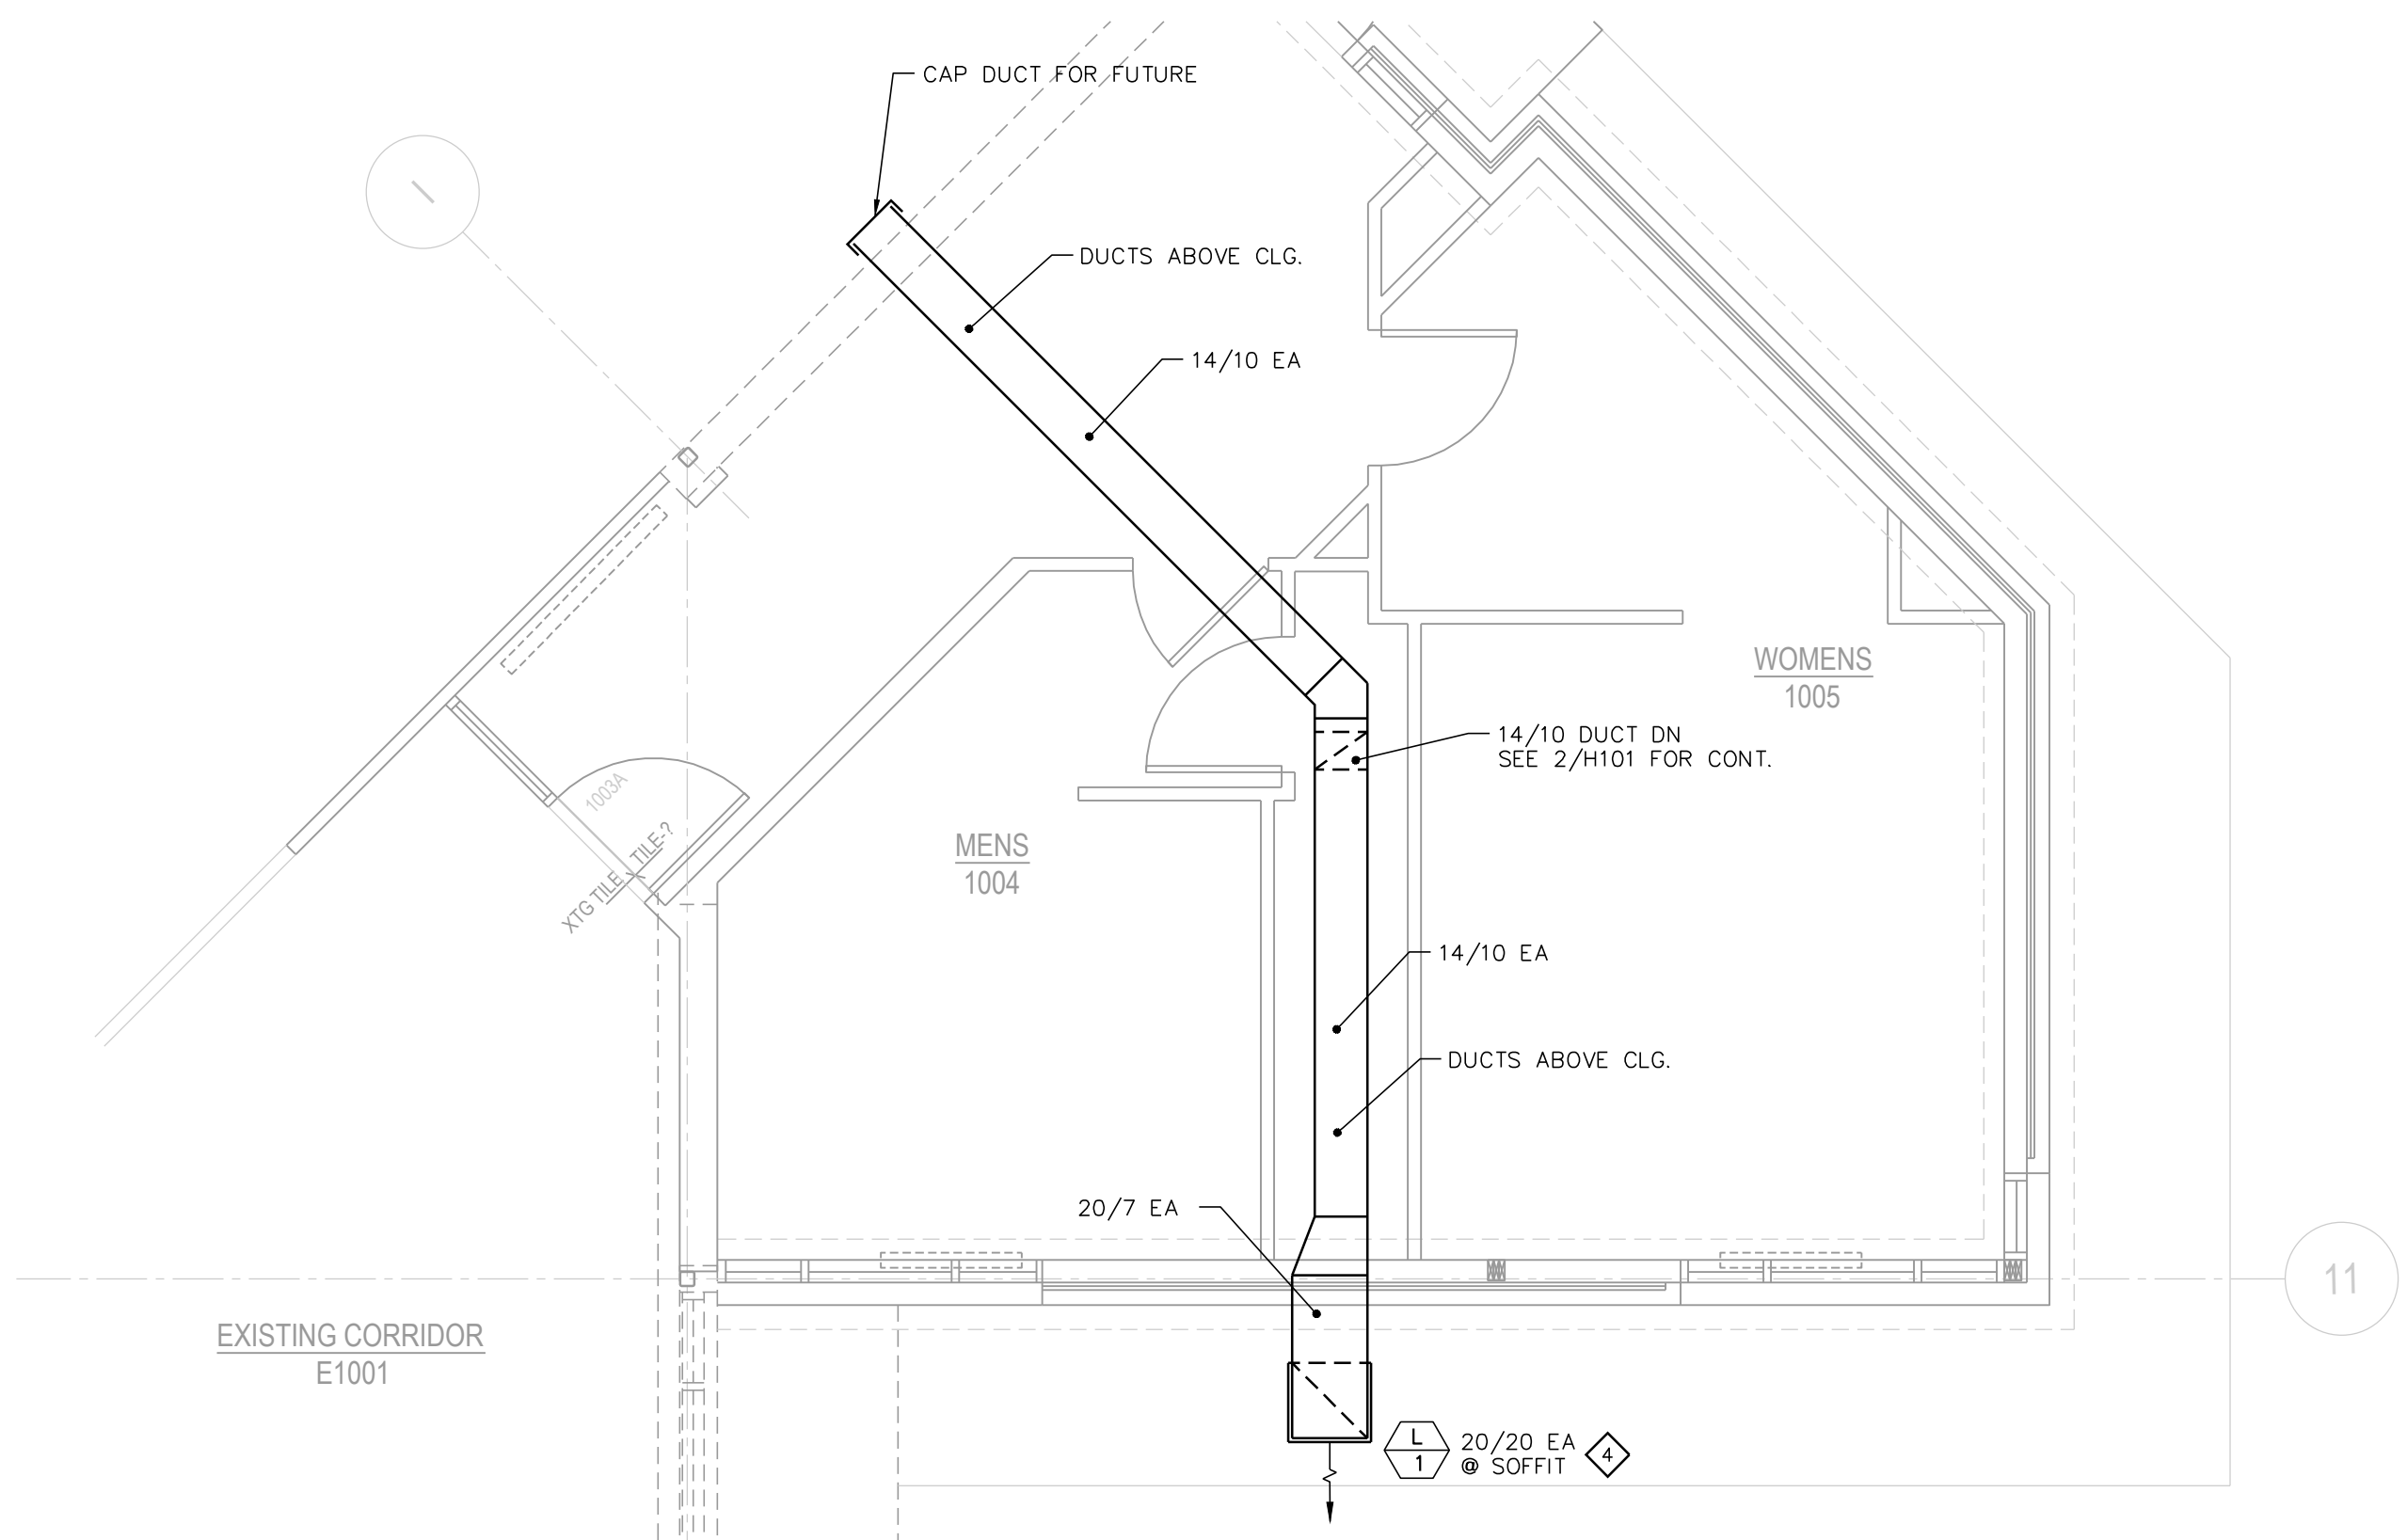 CAP DUCT FOR FUTURE
DUCTS ABOVE CLG.
14/10 EA
WOMENS
1005
14/10 DUCT DN
SEE 2/H101 FOR CONT.
1003A
XTG TILE
TILE-?
MENS
1004
14/10 EA
DUCTS ABOVE CLG.
20/7 EA
11
EXISTING CORRIDOR
E1001
L
1
20/20 EA
@ SOFFIT
4